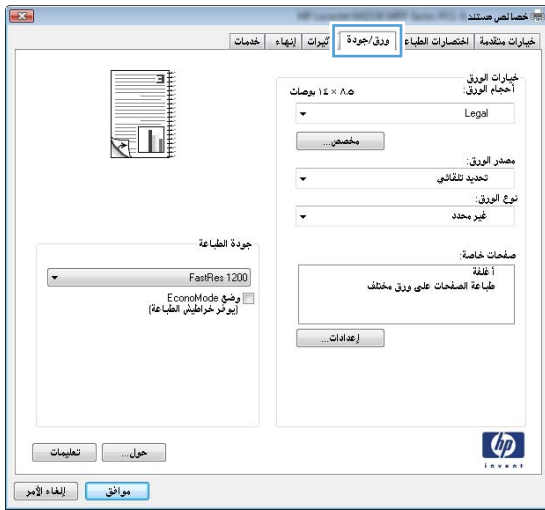 خصائص مستند
خيارات متقدمة
اختصارات الطباعة
ورق/جودة
تأثيرات
إنهاء
خدمات
خيارات الورق
أحجام الورق:
٨.٥ × ١٤ بوصات
Legal
مخصص...
مصدر الورق:
تحديد تلقائي
نوع الورق:
غير محدد
صفحات خاصة:
أغلفة
طباعة الصفحات على ورق مختلف
إعدادات...
جودة الطباعة
FastRes 1200
وضع EconoMode
(يوفر خراطيش الطباعة)
hp
invent
حول...
تعليمات
موافق
إلغاء الأمر